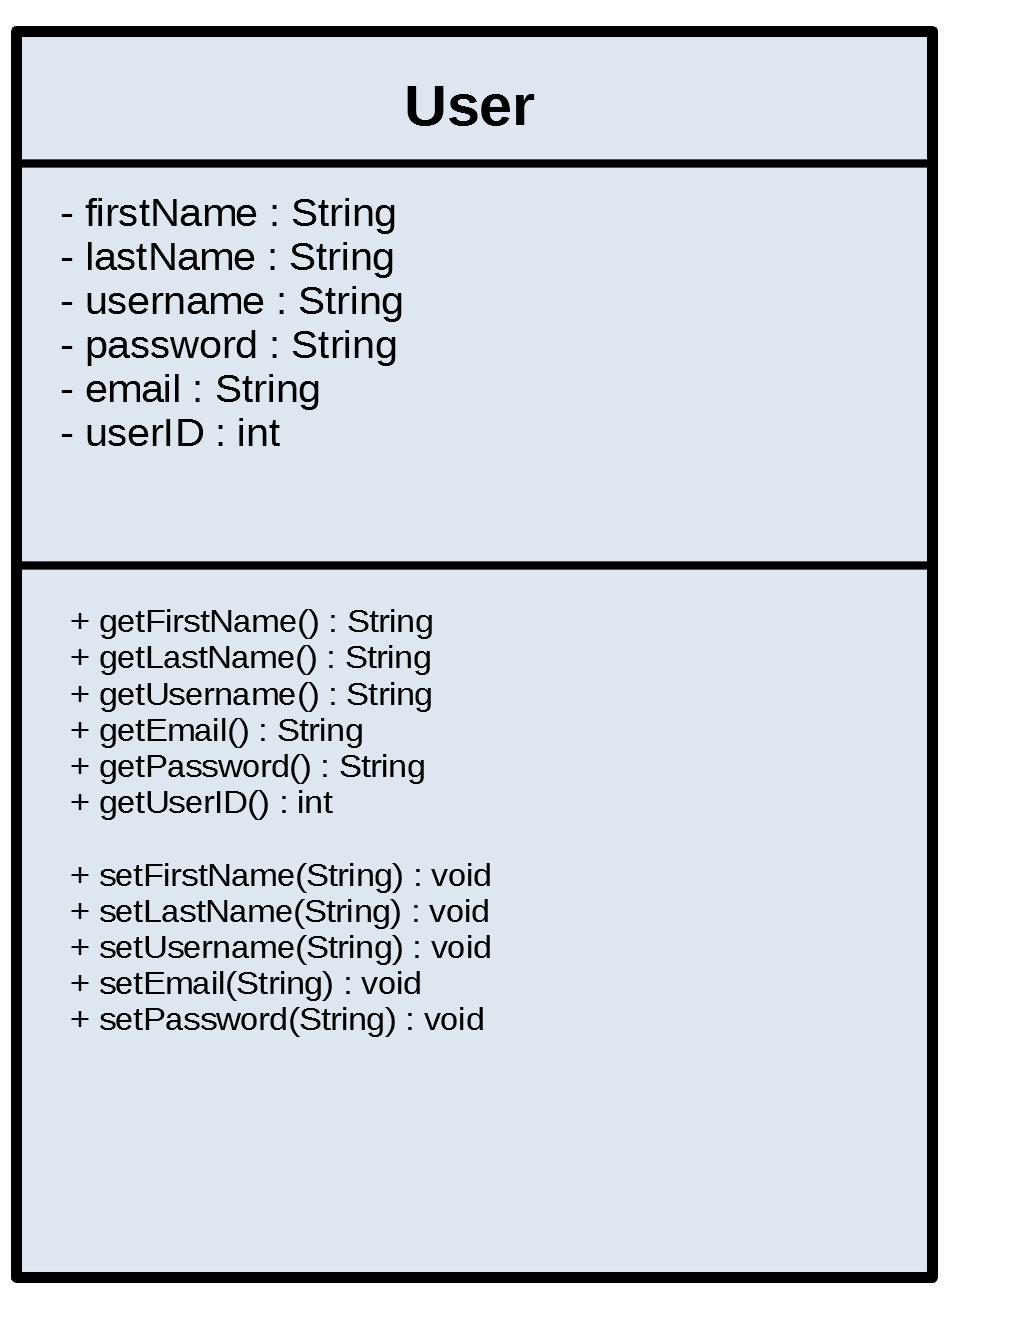 User
- firstName : String
- lastName : String
- username : String
- password : String
- email : String
- userID : int
+ getFirstName() : String
+ getLastName() : String
+ getUsername() : String
+ getEmail() : String
+ getPassword() : String
+ getUserID() : int
+ setFirstName(String) : void
+ setLastName(String) : void
+ setUsername(String) : void
+ setEmail(String) : void
+ setPassword(String) : void